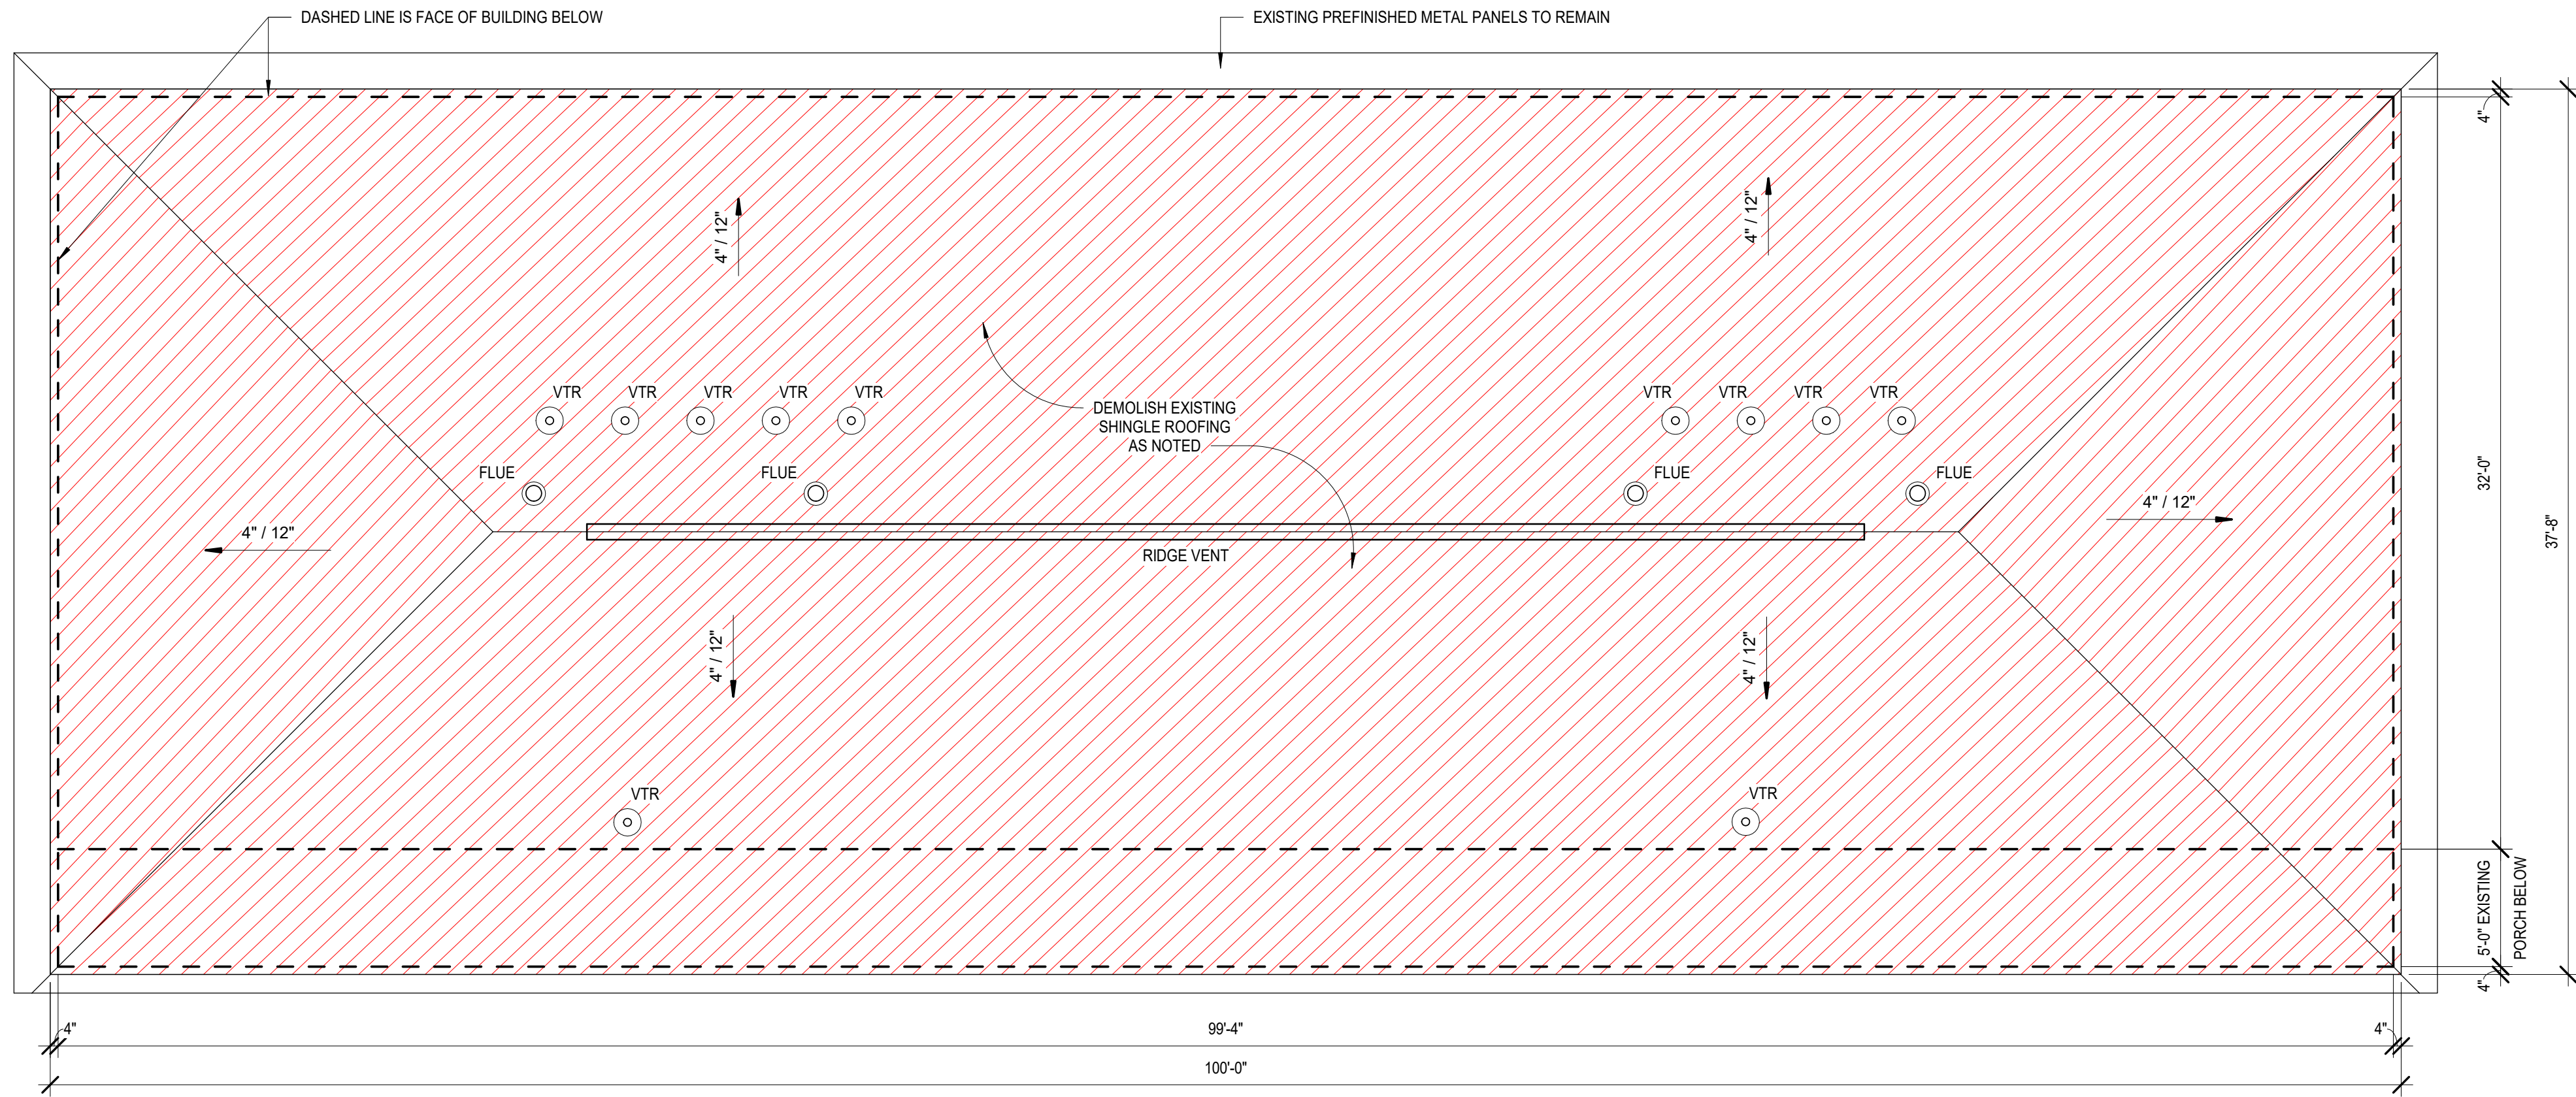 DASHED LINE IS FACE OF BUILDING BELOW
EXISTING PREFINISHED METAL PANELS TO REMAIN
4"
4" / 12"
4" / 12"
VTR
VTR
VTR
VTR
VTR
VTR
VTR
VTR
VTR
DEMOLISH EXISTING
SHINGLE ROOFING
AS NOTED
FLUE
FLUE
FLUE
FLUE
32'-0"
37'-8"
4" / 12"
4" / 12"
RIDGE VENT
4" / 12"
4" / 12"
VTR
VTR
5'-0" EXISTING
PORCH BELOW
4"
4"
99'-4"
4"
100'-0"